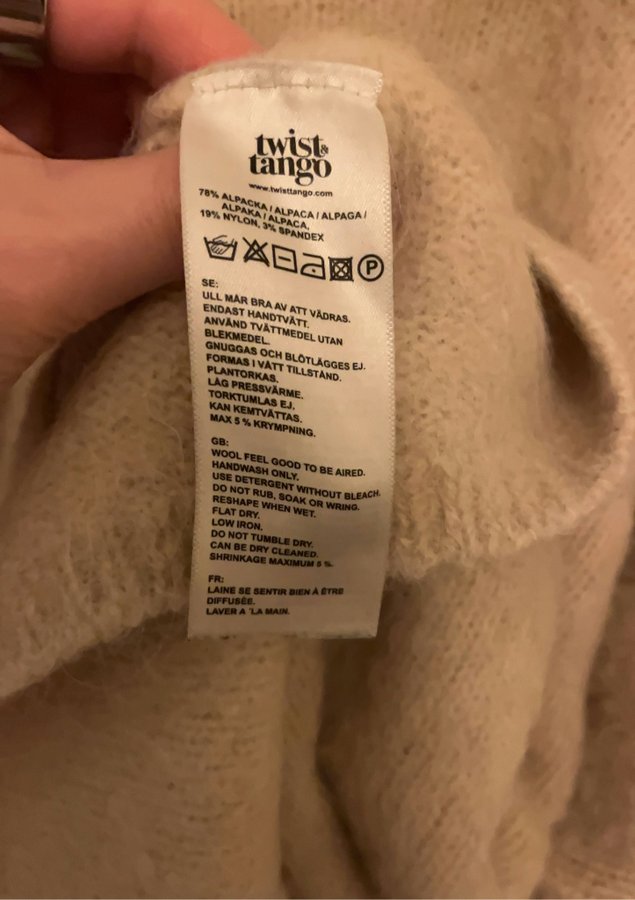 twist &
tango
www.twisttango.com
78% ALPACKA / ALPACA / ALPAGA /
ALPAKA / ALPACA,
19% NYLON, 3% SPANDEX
P
SE:
ULL MÅR BRA AV ATT VÄDRAS.
ENDAST HANDTVÄTT.
ANVÄND TVÄTTMEDEL UTAN
BLEKMEDEL.
GNUGGAS OCH BLÖTLÄGGES EJ.
FORMAS I VÅTT TILLSTÅND.
PLANTORKAS.
LÅG PRESSVÄRME.
TORKTUMLAS EJ.
KAN KEMTVÄTTAS.
MAX 5 % KRYMPNING.
GB:
WOOL FEEL GOOD TO BE AIRED.
HANDWASH ONLY.
USE DETERGENT WITHOUT BLEACH.
DO NOT RUB, SOAK OR WRING.
RESHAPE WHEN WET.
FLAT DRY.
LOW IRON.
DO NOT TUMBLE DRY.
CAN BE DRY CLEANED.
SHRINKAGE MAXIMUM 5 %.
FR:
LAINE SE SENTIR BIEN À ÊTRE
DIFFUSÉE.
LAVER A 'LA MAIN.